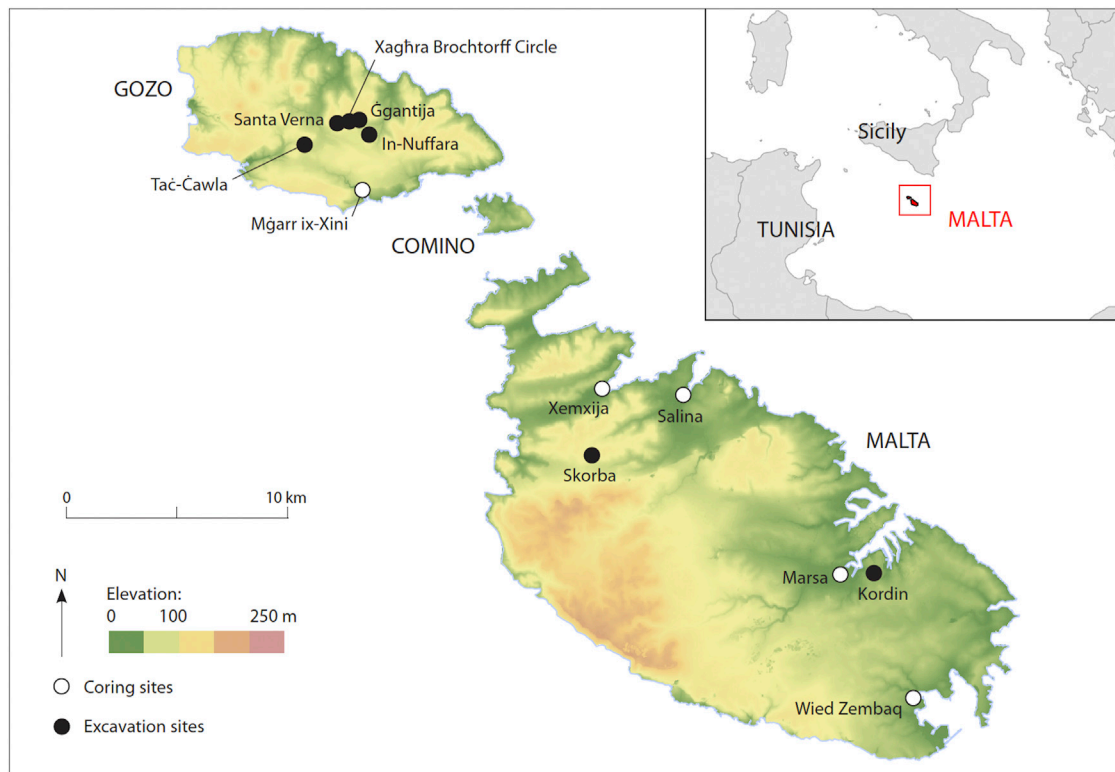 Xagħra Brochtorff Circle
GOZO
Santa Verna
Ġgantija
In-Nuffara
Taċ-Ċawla
Mġarr ix-Xini
COMINO
Sicily
TUNISIA
MALTA
Xemxija
Salina
MALTA
Skorba
0 10 km
Marsa
Kordin
N
Elevation:
0 100 250 m
Coring sites
Wied Zembaq
Excavation sites